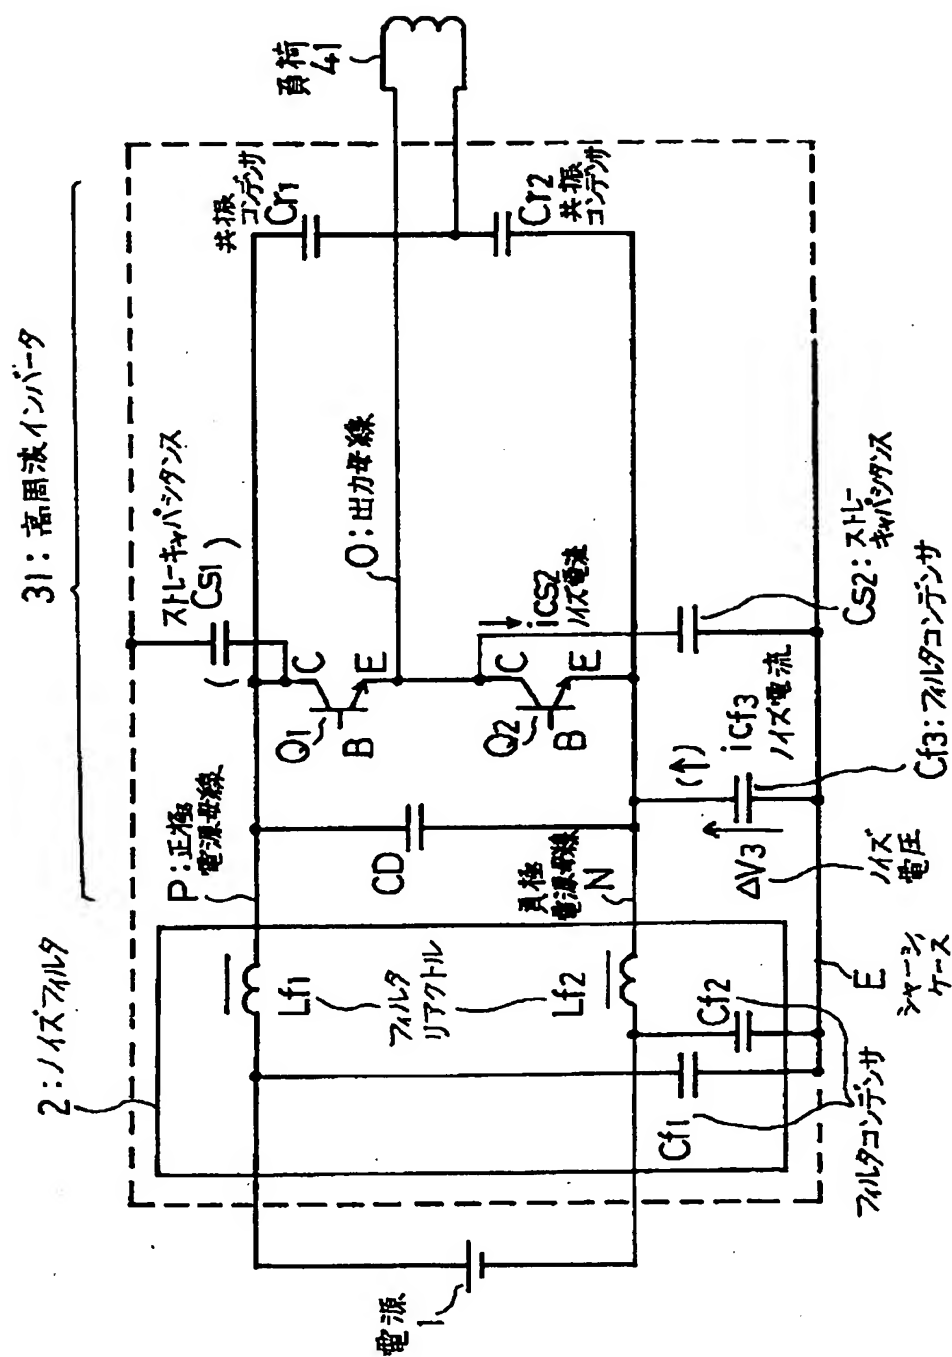 31：高周波インバータ
2：ノイズフィルタ
ストレーキャパシタンス
(Cs1)
共振
コンデンサ
Cr1
負荷
41
P：正極
電源母線
Q1
C
B
E
O：出力母線
Lf1
フィルタ
リアクトル
CD
電源
1
Q2
C
B
E
ics2
ノイズ電流
Cr2
共振
コンデンサ
Lf2
負極
電源母線
N
Cf1
Cf2
(↑)
icf3
ノイズ電流
ΔV3
ノイズ
電圧
Cs2：ストレー
キャパシタンス
Cf3：フィルタコンデンサ
フィルタコンデンサ
E
シャーシ,
ケース